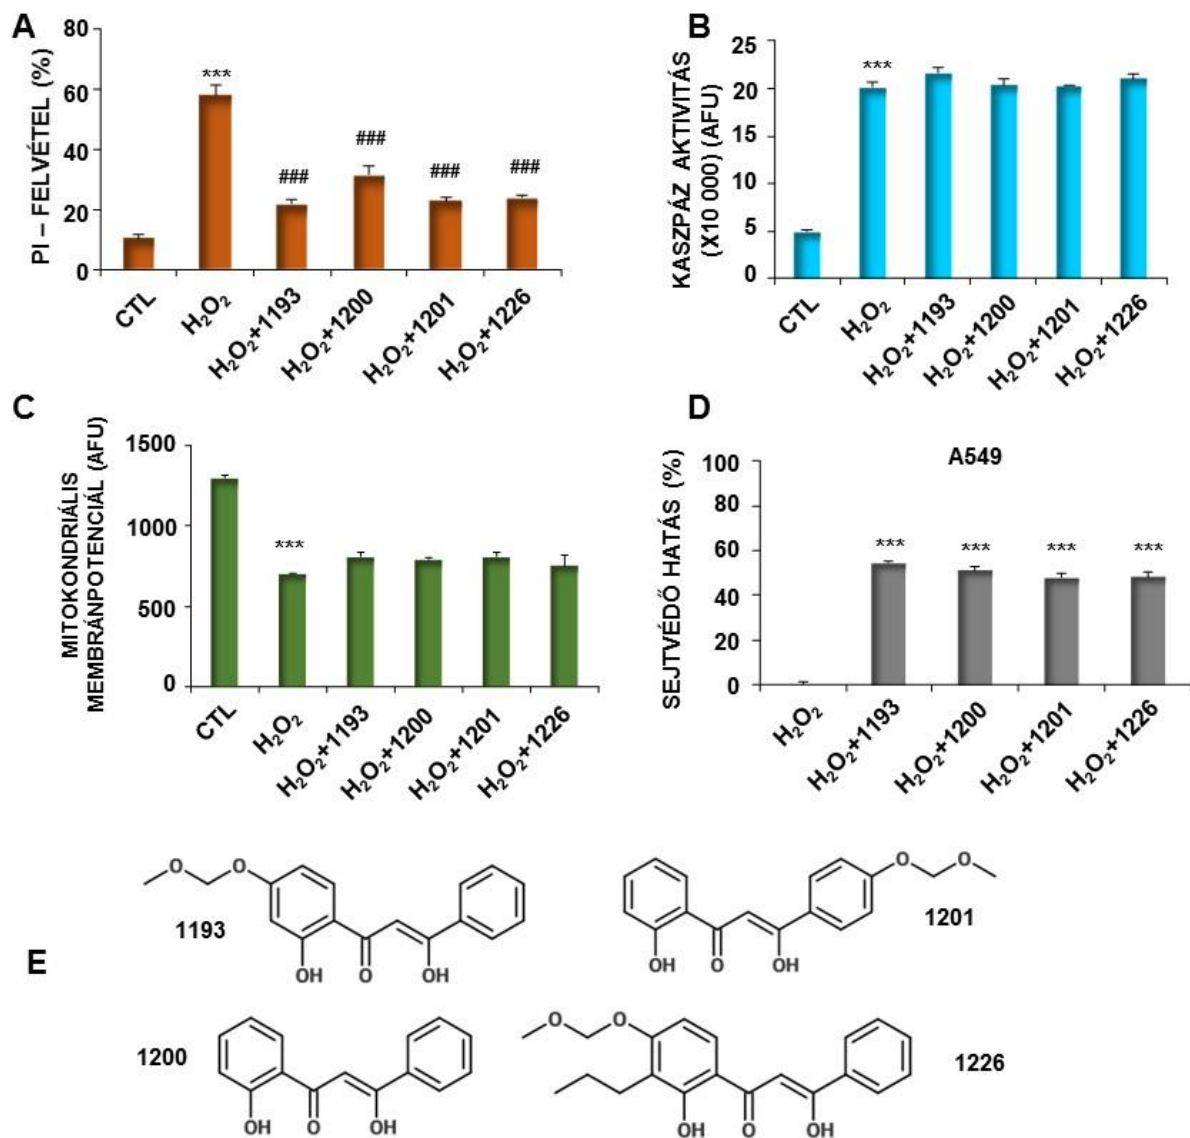 A
PI – FELVÉTEL (%)
80
60
40
20
0
***
###
###
###
###
CTL
H₂O₂
H₂O₂+1193
H₂O₂+1200
H₂O₂+1201
H₂O₂+1226
B
KASZPÁZ AKTIVITÁS
(X10 000) (AFU)
25
20
15
10
5
0
***
CTL
H₂O₂
H₂O₂+1193
H₂O₂+1200
H₂O₂+1201
H₂O₂+1226
C
MITOKONDRIÁLIS
MEMBRÁNPOTENCIÁL (AFU)
1500
1000
500
0
***
CTL
H₂O₂
H₂O₂+1193
H₂O₂+1200
H₂O₂+1201
H₂O₂+1226
D
A549
SEJTVÉDŐ HATÁS (%)
100
80
60
40
20
0
***
***
***
***
H₂O₂
H₂O₂+1193
H₂O₂+1200
H₂O₂+1201
H₂O₂+1226
E
O O
1193
OH O OH
O O
1201
OH O OH
1200
OH O OH
O O
1226
OH O OH